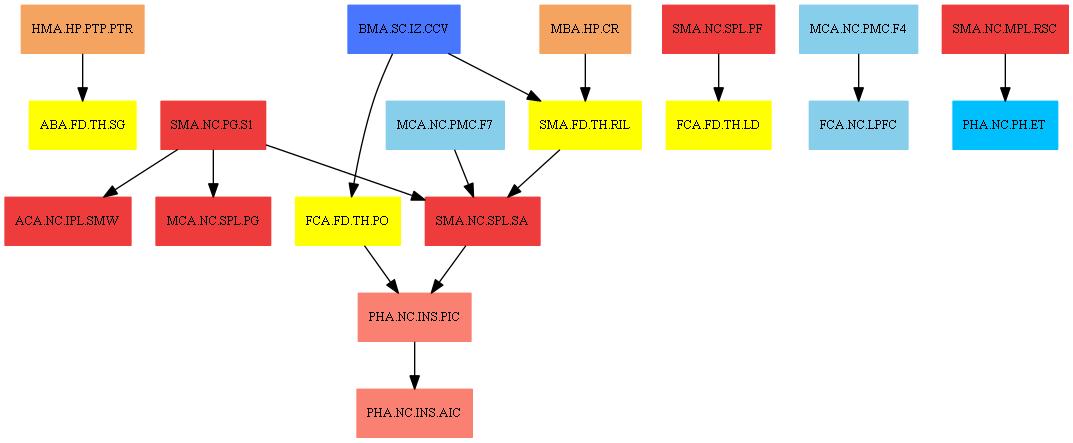 HMA.HP.PTP.PTR
BMA.SC.IZ.CCV
MBA.HP.CR
SMA.NC.SPL.PF
MCA.NC.PMC.F4
SMA.NC.MPL.RSC
ABA.FD.TH.SG
SMA.NC.PG.S1
MCA.NC.PMC.F7
SMA.FD.TH.RIL
FCA.FD.TH.LD
FCA.NC.LPFC
PHA.NC.PH.ET
ACA.NC.IPL.SMW
MCA.NC.SPL.PG
FCA.FD.TH.PO
SMA.NC.SPL.SA
PHA.NC.INS.PIC
PHA.NC.INS.AIC